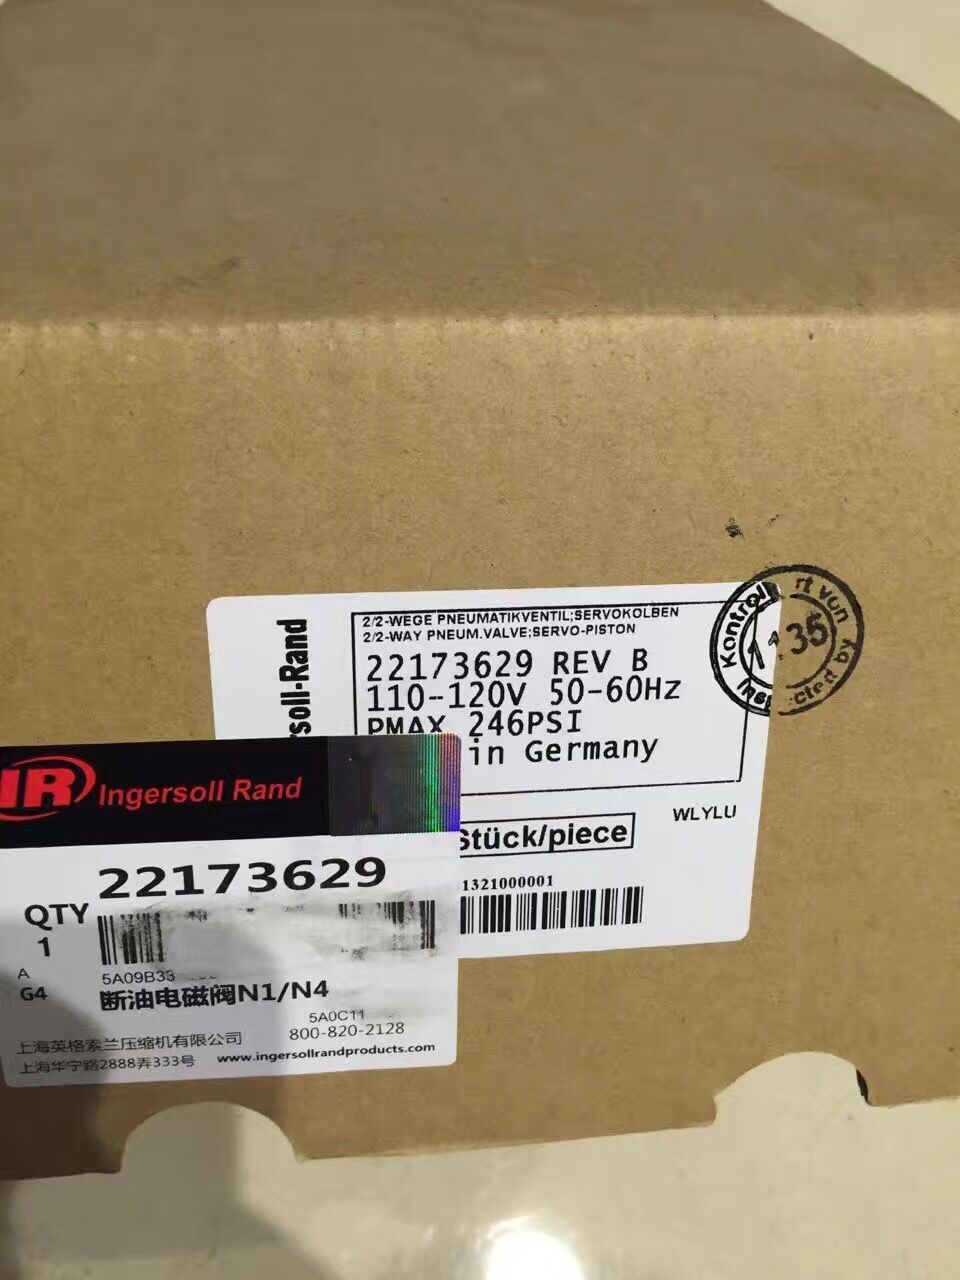 2/2-WEGE PNEUMATIKVENTIL;SERVOKOLBEN
2/2-WAY PNEUM.VALVE;SERVO-PISTON
22173629 REV B
110-120V 50-60Hz
PMAX 246PSI
in Germany
rsoll-Rand
Kontrolliert von
35
WLYLU
Stück/piece
1321000001
IR Ingersoll Rand
22173629
QTY
1
A
5A09B33
G4
断油电磁阀N1/N4
5A0C11
上海英格索兰压缩机有限公司
800-820-2128
上海华宁路2888弄333号
www.ingersollrandproducts.com